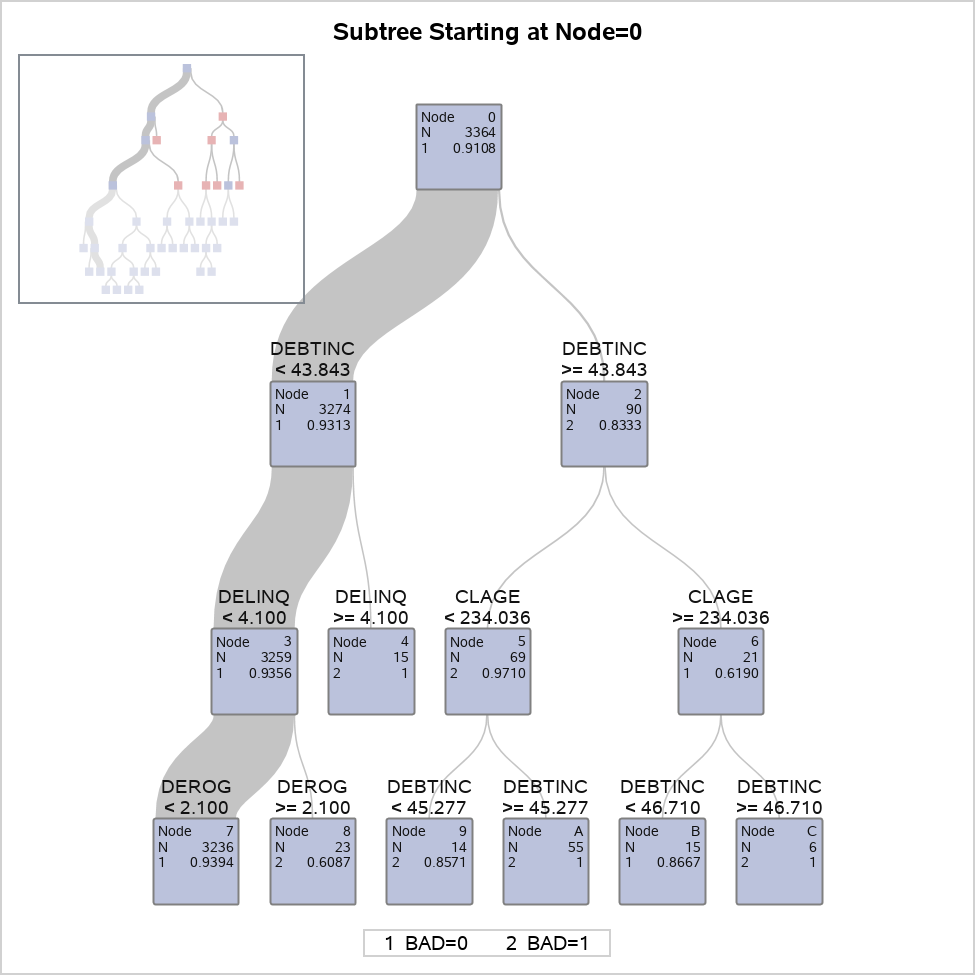 Subtree Starting at Node=0
Node 0
N 3364
1 0.9108
DEBTINC
< 43.843
Node 1
N 3274
1 0.9313
DEBTINC
>= 43.843
Node 2
N 90
2 0.8333
DELINQ
< 4.100
Node 3
N 3259
1 0.9356
DELINQ
>= 4.100
Node 4
N 15
2 1
CLAGE
< 234.036
Node 5
N 69
2 0.9710
CLAGE
>= 234.036
Node 6
N 21
1 0.6190
DEROG
< 2.100
Node 7
N 3236
1 0.9394
DEROG
>= 2.100
Node 8
N 23
2 0.6087
DEBTINC
< 45.277
Node 9
N 14
2 0.8571
DEBTINC
>= 45.277
Node A
N 55
2 1
DEBTINC
< 46.710
Node B
N 15
1 0.8667
DEBTINC
>= 46.710
Node C
N 6
2 1
1 BAD=0 2 BAD=1